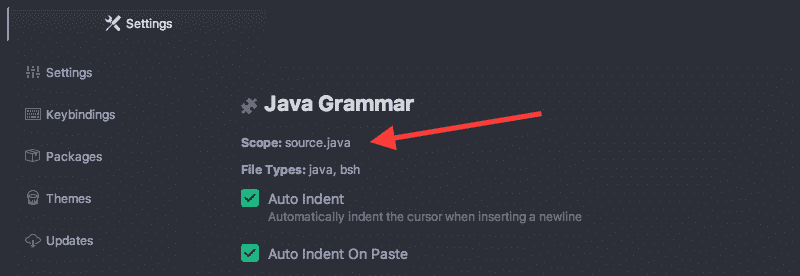 Settings
Settings
Keybindings
Packages
Themes
Updates
Java Grammar
Scope: source.java
File Types: java, bsh
Auto Indent
Automatically indent the cursor when inserting a newline
Auto Indent On Paste